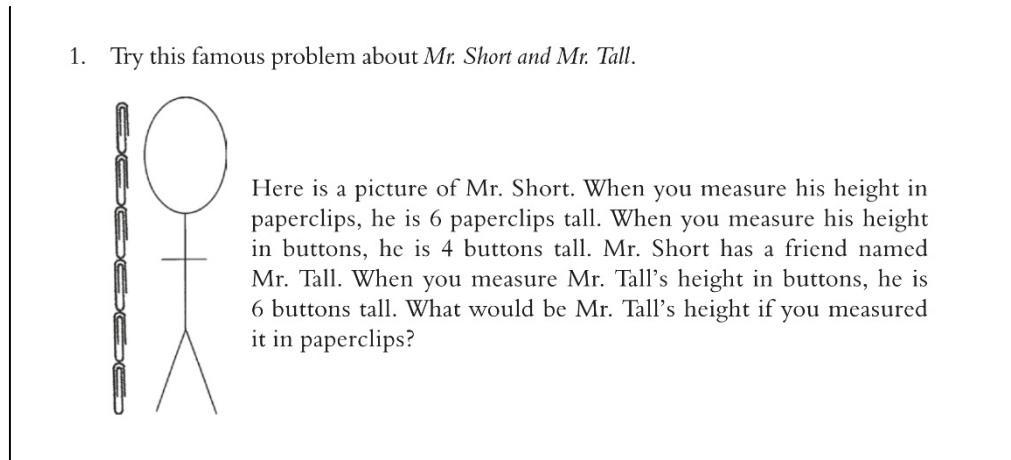 1. Try this famous problem about Mr. Short and Mr. Tall.
Here is a picture of Mr. Short. When you measure his height in
paperclips, he is 6 paperclips tall. When you measure his height
in buttons, he is 4 buttons tall. Mr. Short has a friend named
Mr. Tall. When you measure Mr. Tall's height in buttons, he is
6 buttons tall. What would be Mr. Tall's height if you measured
it in paperclips?